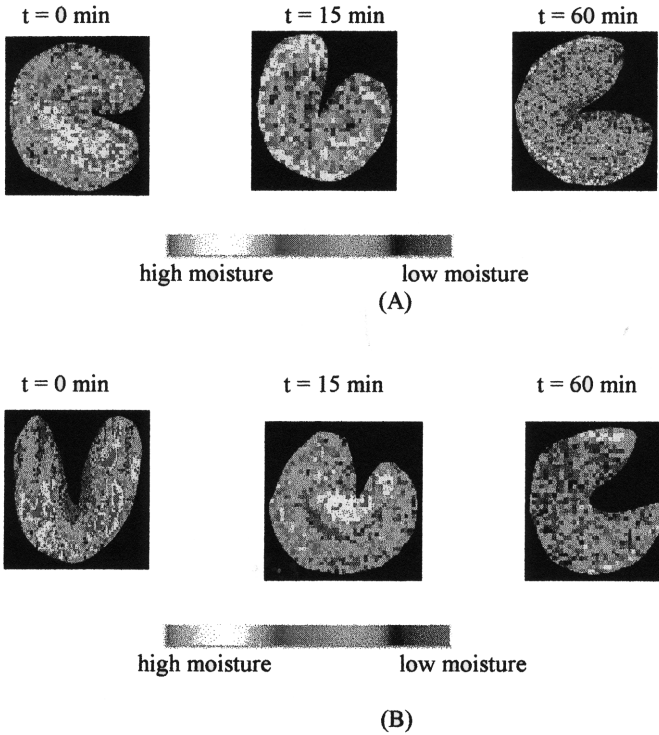 t = 0 min t = 15 min t = 60 min
high moisture low moisture
(A)
t = 0 min t = 15 min t = 60 min
high moisture low moisture
(B)